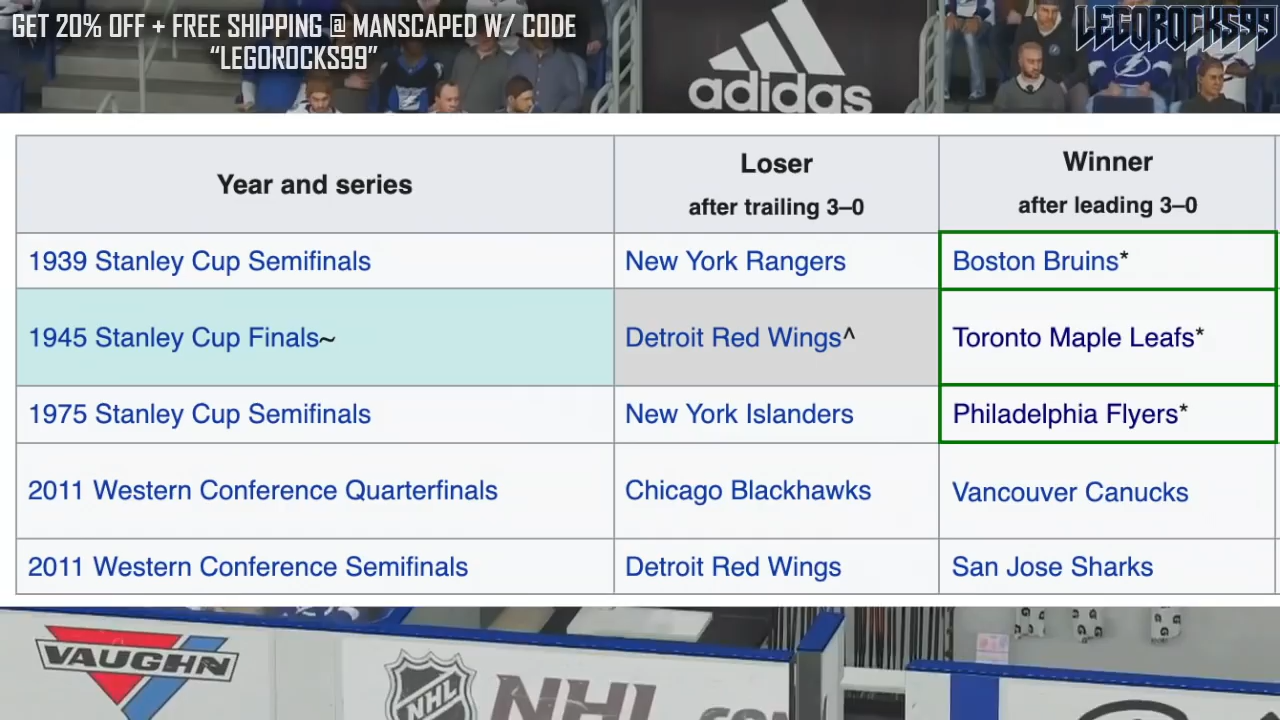 GET 20% OFF + FREE SHIPPING @ MANSCAPED W/ CODE
"LEGOROCKS99"
LEGOROCKS99
adidas
Year and series
Loser
after trailing 3–0
Winner
after leading 3–0
1939 Stanley Cup Semifinals
New York Rangers
Boston Bruins*
1945 Stanley Cup Finals~
Detroit Red Wings^
Toronto Maple Leafs*
1975 Stanley Cup Semifinals
New York Islanders
Philadelphia Flyers*
2011 Western Conference Quarterfinals
Chicago Blackhawks
Vancouver Canucks
2011 Western Conference Semifinals
Detroit Red Wings
San Jose Sharks
VAUGHN
NHL
NHL.com